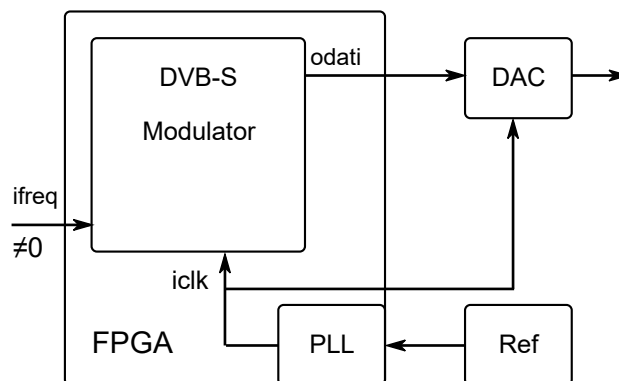 DVB-S
Modulator
odati
DAC
ifreq
≠0
iclk
FPGA
PLL
Ref